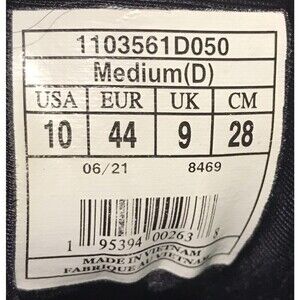 1103561D050
Medium(D)
USA EUR UK CM
10 44 9 28
06/21 8469
1 95394 00263 8
MADE IN VIETNAM
FABRIQUÉ AU VIETNAM